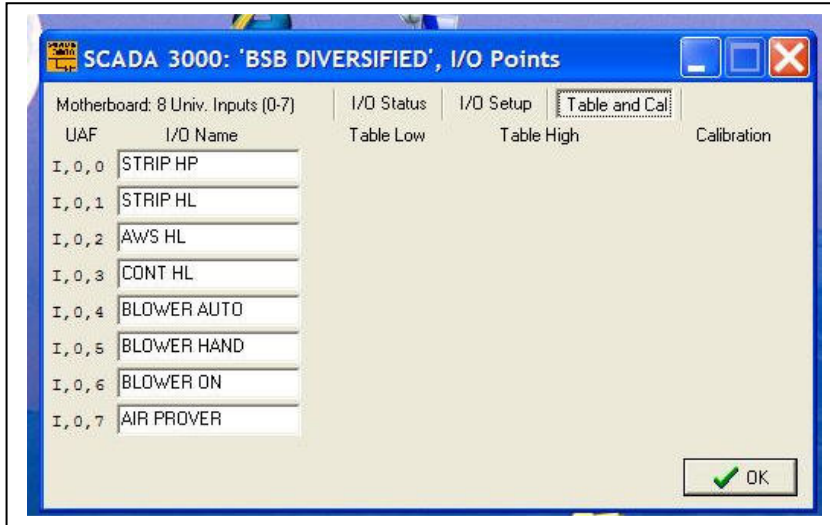 SCADA 3000: 'BSB DIVERSIFIED', I/O Points
Motherboard: 8 Univ. Inputs (0-7) I/O Status I/O Setup Table and Cal
UAF I/O Name Table Low Table High Calibration
I,0,0 STRIP HP
I,0,1 STRIP HL
I,0,2 AWS HL
I,0,3 CONT HL
I,0,4 BLOWER AUTO
I,0,5 BLOWER HAND
I,0,6 BLOWER ON
I,0,7 AIR PROVER
OK